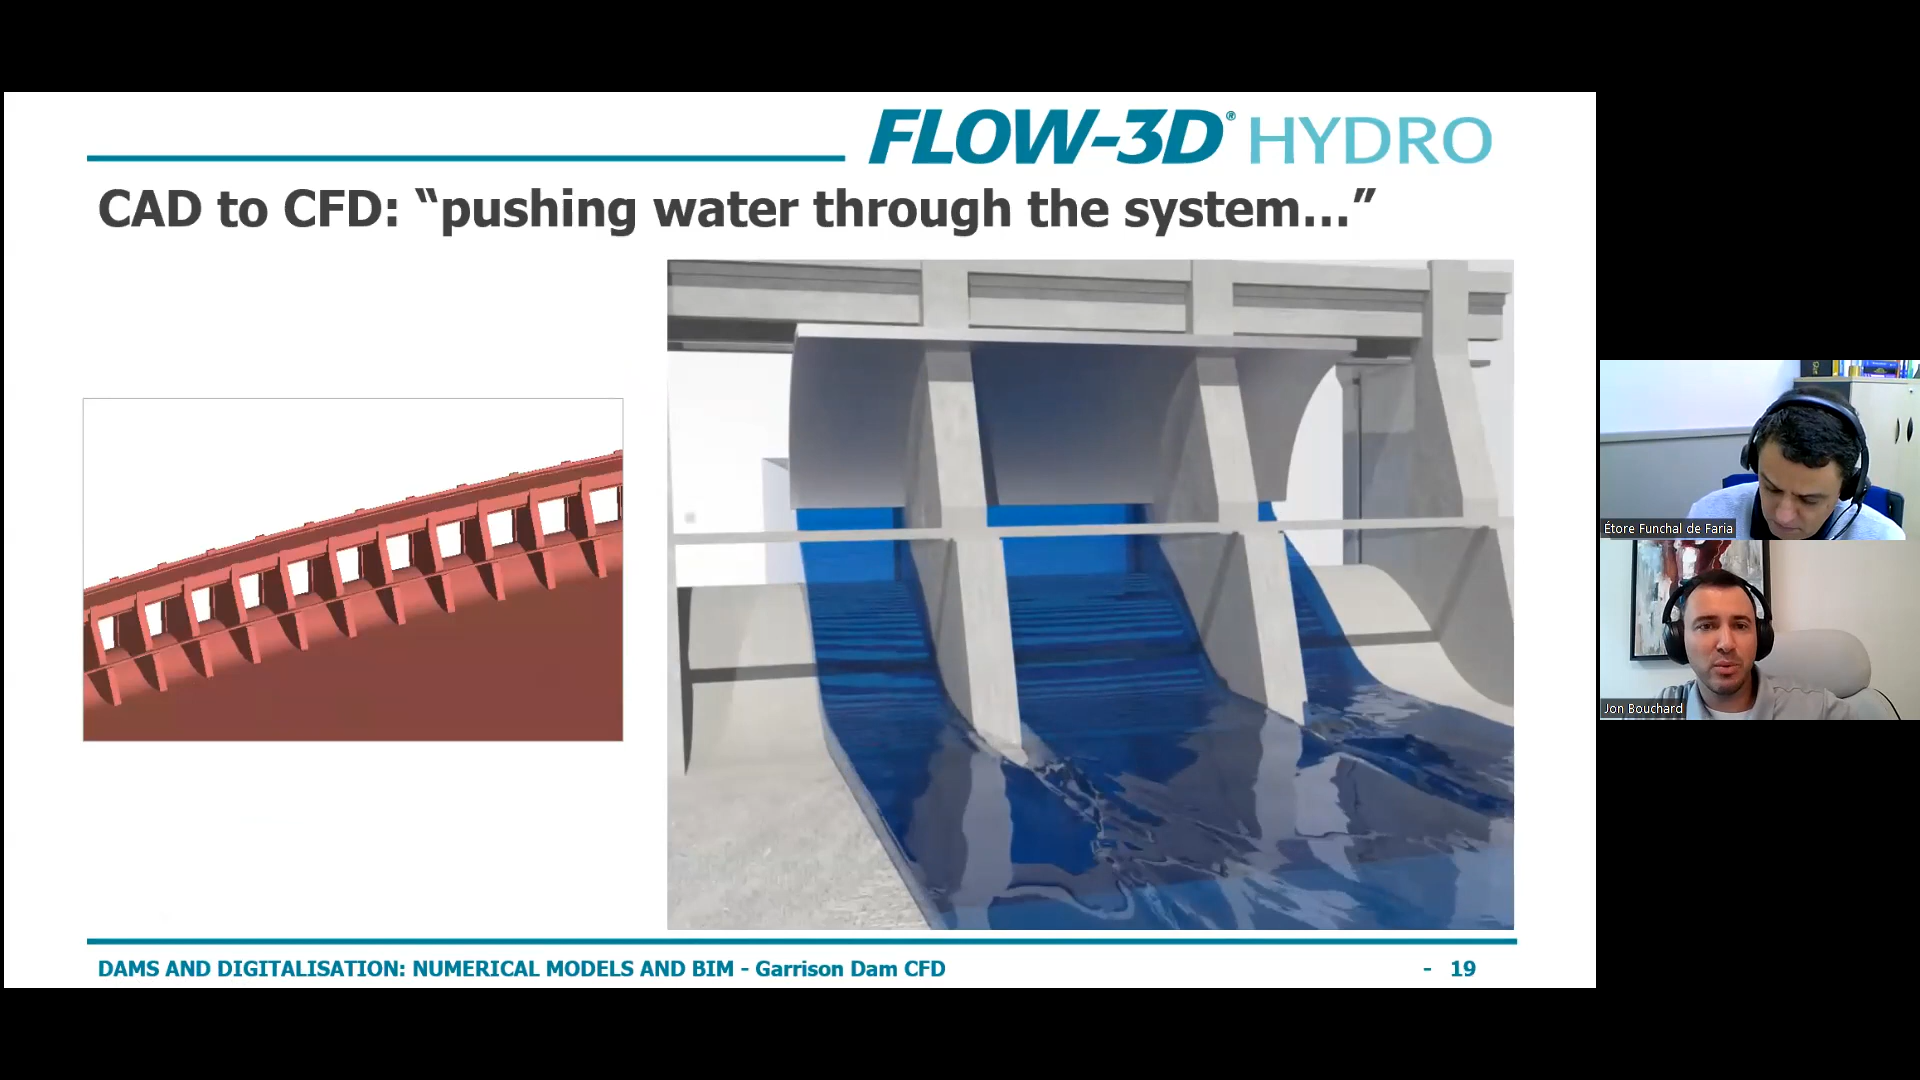 FLOW-3D® HYDRO
CAD to CFD: “pushing water through the system...”
DAMS AND DIGITALISATION: NUMERICAL MODELS AND BIM - Garrison Dam CFD
- 19
Étore Funchal de Faria
Jon Bouchard